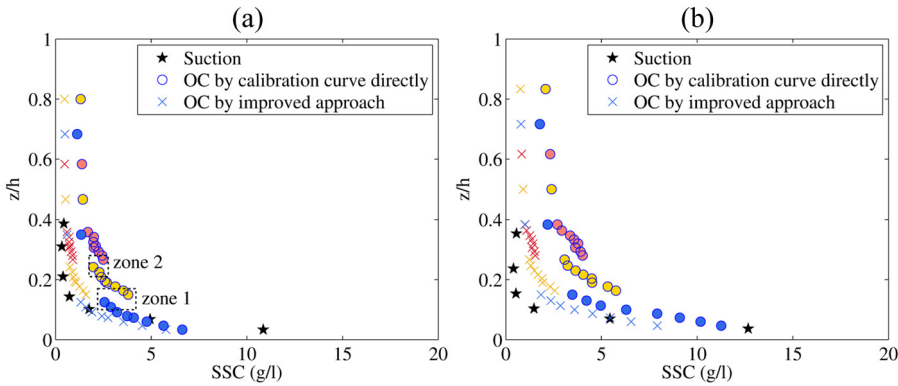 (a)
1
0.8
0.6
0.4
0.2
0
z/h
0 5 10 15 20
SSC (g/l)
Suction
OC by calibration curve directly
OC by improved approach
zone 2
zone 1
(b)
1
0.8
0.6
0.4
0.2
0
z/h
0 5 10 15 20
SSC (g/l)
Suction
OC by calibration curve directly
OC by improved approach